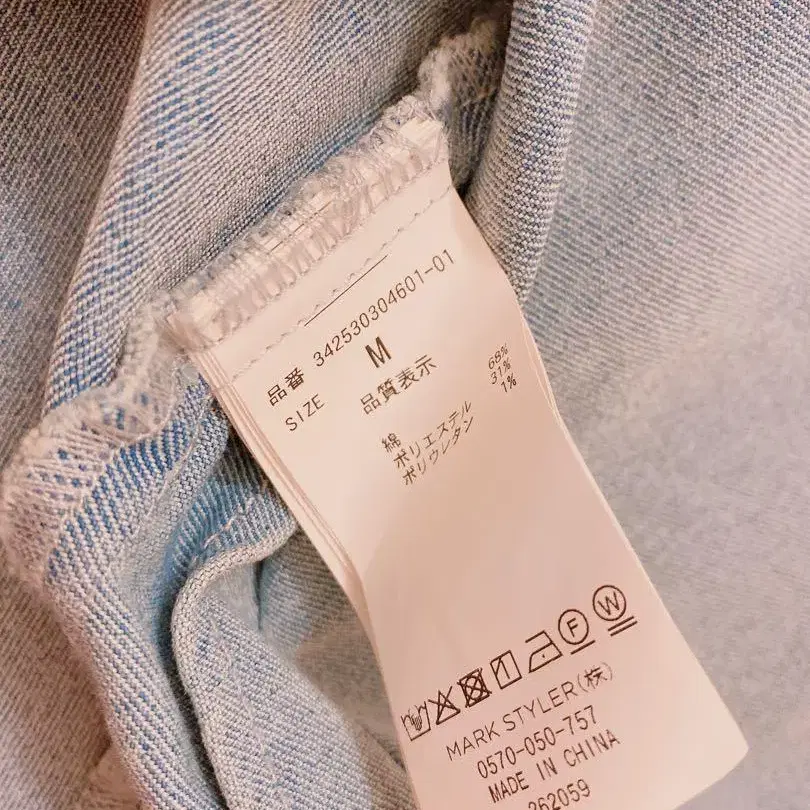 品番 342530304601-01
SIZE M
品質表示
綿 68%
ポリエステル 31%
ポリウレタン 1%
F W
MARK STYLER(株)
0570-050-757
MADE IN CHINA
262059